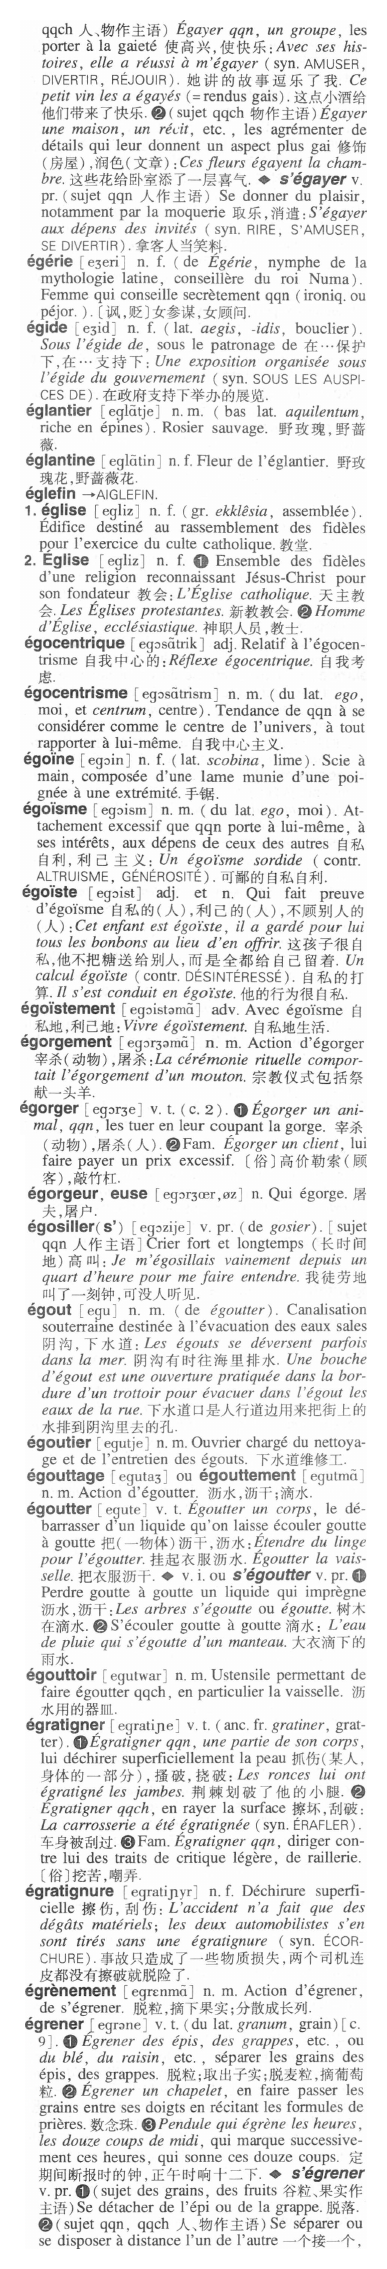 qqch 人、物作主语) Égayer qqn, un groupe, les
porter à la gaieté 使高兴,使快乐: Avec ses his-
toires, elle a réussi à m'égayer ( syn. AMUSER,
DIVERTIR, RÉJOUIR). 她讲的故事逗乐了我. Ce
petit vin les a égayés (=rendus gais). 这点小酒给
他们带来了快乐. ❷(sujet qqch 物作主语) Égayer
une maison, un récit, etc. , les agrémenter de
détails qui leur donnent un aspect plus gai 修饰
(房屋),润色(文章): Ces fleurs égayent la cham-
bre. 这些花给卧室添了一层喜气. ◆ s'égayer v.
pr. (sujet qqn 人作主语) Se donner du plaisir,
notamment par la moquerie 取乐,消遣: S'égayer
aux dépens des invités ( syn. RIRE, S'AMUSER,
SE DIVERTIR). 拿客人当笑料.
égérie [eʒeri] n. f. ( de Égérie, nymphe de la
mythologie latine, conseillère du roi Numa).
Femme qui conseille secrètement qqn (ironiq. ou
péjor. ). [讽,贬]女参谋,女顾问.
égide [eʒid] n. f. ( lat. aegis, -idis, bouclier).
Sous l'égide de, sous le patronage de 在…保护
下,在…支持下: Une exposition organisée sous
l'égide du gouvernement ( syn. SOUS LES AUSPI-
CES DE). 在政府支持下举办的展览.
églantier [eglɑ̃tje] n. m. ( bas lat. aquilentum,
riche en épines). Rosier sauvage. 野玫瑰,野蔷
薇.
églantine [eglɑ̃tin] n. f. Fleur de l'églantier. 野玫
瑰花,野蔷薇花.
églefin →AIGLEFIN.
1. église [egliz] n. f. (gr. ekklêsia, assemblée).
Édifice destiné au rassemblement des fidèles
pour l'exercice du culte catholique. 教堂.
2. Église [egliz] n. f. ❶ Ensemble des fidèles
d'une religion reconnaissant Jésus-Christ pour
son fondateur 教会: L'Église catholique. 天主教
会. Les Églises protestantes. 新教教会. ❷Homme
d'Église, ecclésiastique. 神职人员,教士.
égocentrique [egɔsɑ̃trik] adj. Relatif à l'égocen-
trisme 自我中心的: Réflexe égocentrique. 自我考
虑.
égocentrisme [egɔsɑ̃trism] n. m. (du lat. ego,
moi, et centrum, centre). Tendance de qqn à se
considérer comme le centre de l'univers, à tout
rapporter à lui-même. 自我中心主义.
égoïne [egɔin] n. f. (lat. scobina, lime). Scie à
main, composée d'une lame munie d'une poi-
gnée à une extrémité. 手锯.
égoïsme [egɔism] n. m. (du lat. ego, moi). At-
tachement excessif que qqn porte à lui-même, à
ses intérêts, aux dépens de ceux des autres 自私
自利,利己主义: Un égoïsme sordide ( contr.
ALTRUISME, GÉNÉROSITÉ). 可鄙的自私自利.
égoïste [egɔist] adj. et n. Qui fait preuve
d'égoïsme 自私的(人),利己的(人),不顾别人的
(人): Cet enfant est égoïste, il a gardé pour lui
tous les bonbons au lieu d'en offrir. 这孩子很自
私,他不把糖送给别人,而是全都给自己留着. Un
calcul égoïste ( contr. DÉSINTÉRESSÉ). 自私的打
算. Il s'est conduit en égoïste. 他的行为很自私.
égoïstement [egɔistəmɑ̃] adv. Avec égoïsme 自
私地,利己地: Vivre égoïstement. 自私地生活.
égorgement [egɔrʒəmɑ̃] n. m. Action d'égorger
宰杀(动物),屠杀: La cérémonie rituelle compor-
tait l'égorgement d'un mouton. 宗教仪式包括祭
献一头羊.
égorger [egɔrʒe] v. t. (c. 2). ❶Égorger un ani-
mal, qqn, les tuer en leur coupant la gorge. 宰杀
(动物),屠杀(人). ❷Fam. Égorger un client, lui
faire payer un prix excessif. [俗]高价勒索(顾
客),敲竹杠.
égorgeur, euse [egɔrʒœr,øz] n. Qui égorge. 屠
夫,屠户.
égosiller(s') [egɔzije] v. pr. (de gosier). [sujet
qqn 人作主语] Crier fort et longtemps (长时间
地)高叫: Je m'égosillais vainement depuis un
quart d'heure pour me faire entendre. 我徒劳地
叫了一刻钟,可没人听见.
égout [egu] n. m. ( de égoutter). Canalisation
souterraine destinée à l'évacuation des eaux sales
阴沟,下水道: Les égouts se déversent parfois
dans la mer. 阴沟有时往海里排水. Une bouche
d'égout est une ouverture pratiquée dans la bor-
dure d'un trottoir pour évacuer dans l'égout les
eaux de la rue. 下水道口是人行道边用来把街上的
水排到阴沟里去的孔.
égoutier [egutje] n. m. Ouvrier chargé du nettoya-
ge et de l'entretien des égouts. 下水道维修工.
égouttage [egutaʒ] ou égouttement [egutmɑ̃]
n. m. Action d'égoutter. 沥水,沥干;滴水.
égoutter [egute] v. t. Égoutter un corps, le dé-
barrasser d'un liquide qu'on laisse écouler goutte
à goutte 把(一物体)沥干,沥水: Étendre du linge
pour l'égoutter. 挂起衣服沥水. Égoutter la vais-
selle. 把衣服沥干. ◆ v. i. ou s'égoutter v. pr. ❶
Perdre goutte à goutte un liquide qui imprègne
沥水,沥干: Les arbres s'égoutte ou égoutte. 树木
在滴水. ❷S'écouler goutte à goutte 滴水: L'eau
de pluie qui s'égoutte d'un manteau. 大衣滴下的
雨水.
égouttoir [egutwar] n. m. Ustensile permettant de
faire égoutter qqch, en particulier la vaisselle. 沥
水用的器皿.
égratigner [egratiɲe] v. t. (anc. fr. gratiner, grat-
ter). ❶Égratigner qqn, une partie de son corps,
lui déchirer superficiellement la peau 抓伤(某人,
身体的一部分),搔破,挠破: Les ronces lui ont
égratigné les jambes. 荆棘划破了他的小腿. ❷
Égratigner qqch, en rayer la surface 擦坏,刮破:
La carrosserie a été égratignée (syn. ÉRAFLER).
车身被刮过. ❸Fam. Égratigner qqn, diriger con-
tre lui des traits de critique légère, de raillerie.
[俗]挖苦,嘲弄.
égratignure [egratiɲyr] n. f. Déchirure superfi-
cielle 擦伤,刮伤: L'accident n'a fait que des
dégâts matériels; les deux automobilistes s'en
sont tirés sans une égratignure ( syn. ÉCOR-
CHURE). 事故只造成了一些物质损失,两个司机连
皮都没有擦破就脱险了.
égrènement [egrɛnmɑ̃] n. m. Action d'égrener,
de s'égrener. 脱粒,摘下果实;分散成长列.
égrener [egrəne] v. t. (du lat. granum, grain) [c.
9]. ❶ Égrener des épis, des grappes, etc. , ou
du blé, du raisin, etc. , séparer les grains des
épis, des grappes. 脱粒;取出子实;脱麦粒,摘葡萄
粒. ❷ Égrener un chapelet, en faire passer les
grains entre ses doigts en récitant les formules de
prières. 数念珠. ❸Pendule qui égrène les heures,
les douze coups de midi, qui marque successive-
ment ces heures, qui sonne ces douze coups. 定
期间断报时的钟,正午时响十二下. ◆ s'égrener
v. pr. ❶(sujet des grains, des fruits 谷粒、果实作
主语) Se détacher de l'épi ou de la grappe. 脱落.
❷(sujet qqn, qqch 人、物作主语) Se séparer ou
se disposer à distance l'un de l'autre 一个接一个,